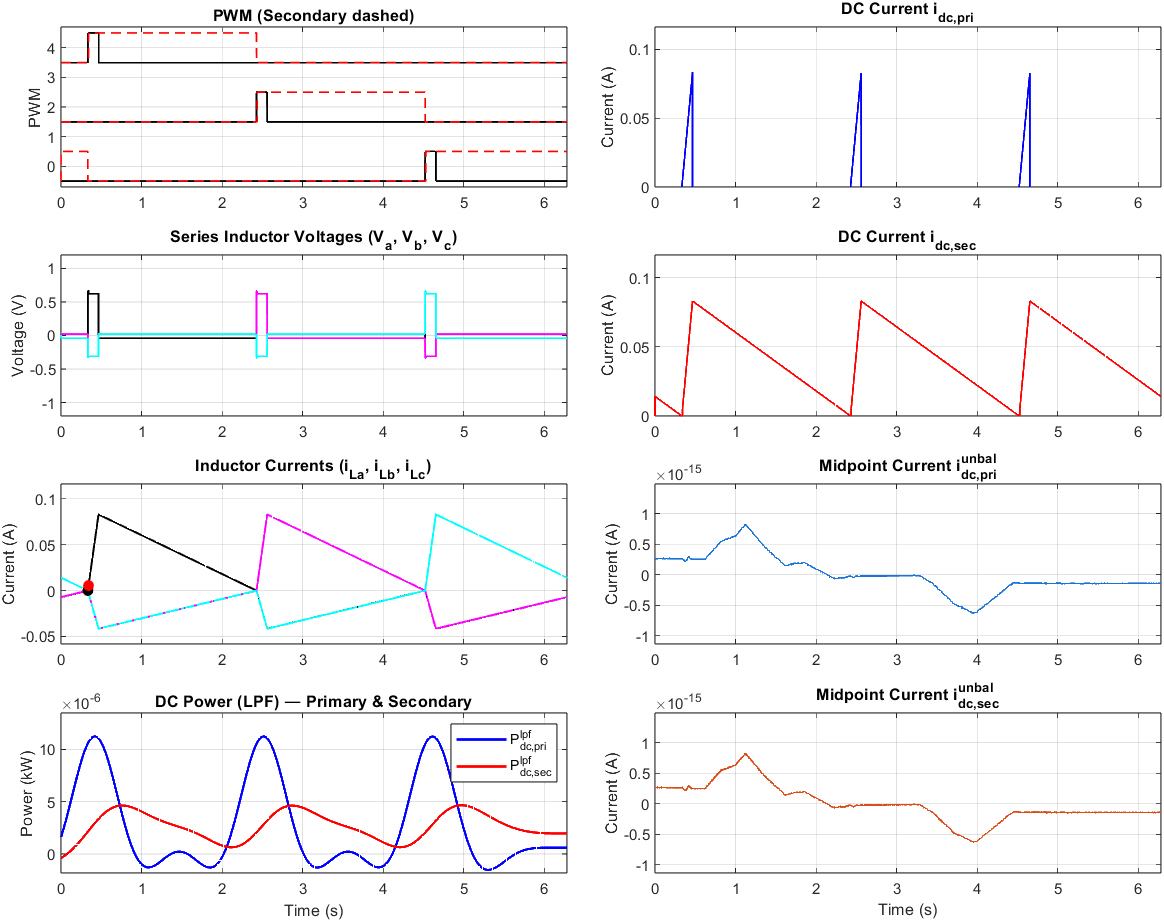 PWM (Secondary dashed)
PWM
4
3
2
1
0
0 1 2 3 4 5 6
DC Current i_dc,pri
Current (A)
0.1
0.05
0
0 1 2 3 4 5 6
Series Inductor Voltages (V_a, V_b, V_c)
Voltage (V)
1
0.5
0
-0.5
-1
0 1 2 3 4 5 6
DC Current i_dc,sec
Current (A)
0.1
0.05
0
0 1 2 3 4 5 6
Inductor Currents (i_La, i_Lb, i_Lc)
Current (A)
0.1
0.05
0
-0.05
0 1 2 3 4 5 6
Midpoint Current i^unbal_dc,pri
×10^-15
Current (A)
1
0.5
0
-0.5
-1
0 1 2 3 4 5 6
DC Power (LPF) — Primary & Secondary
×10^-6
Power (kW)
10
5
0
P^lpf_dc,pri
P^lpf_dc,sec
0 1 2 3 4 5 6
Time (s)
Midpoint Current i^unbal_dc,sec
×10^-15
Current (A)
1
0.5
0
-0.5
-1
0 1 2 3 4 5 6
Time (s)